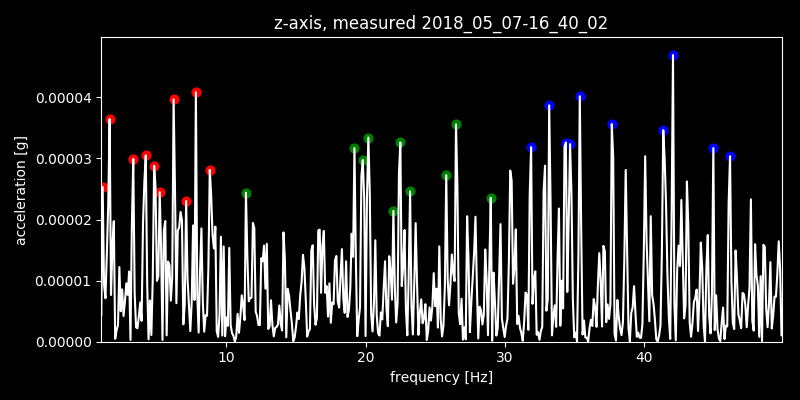 z-axis, measured 2018_05_07-16_40_02
0.00004
0.00003
0.00002
0.00001
0.00000
acceleration [g]
10 20 30 40
frequency [Hz]